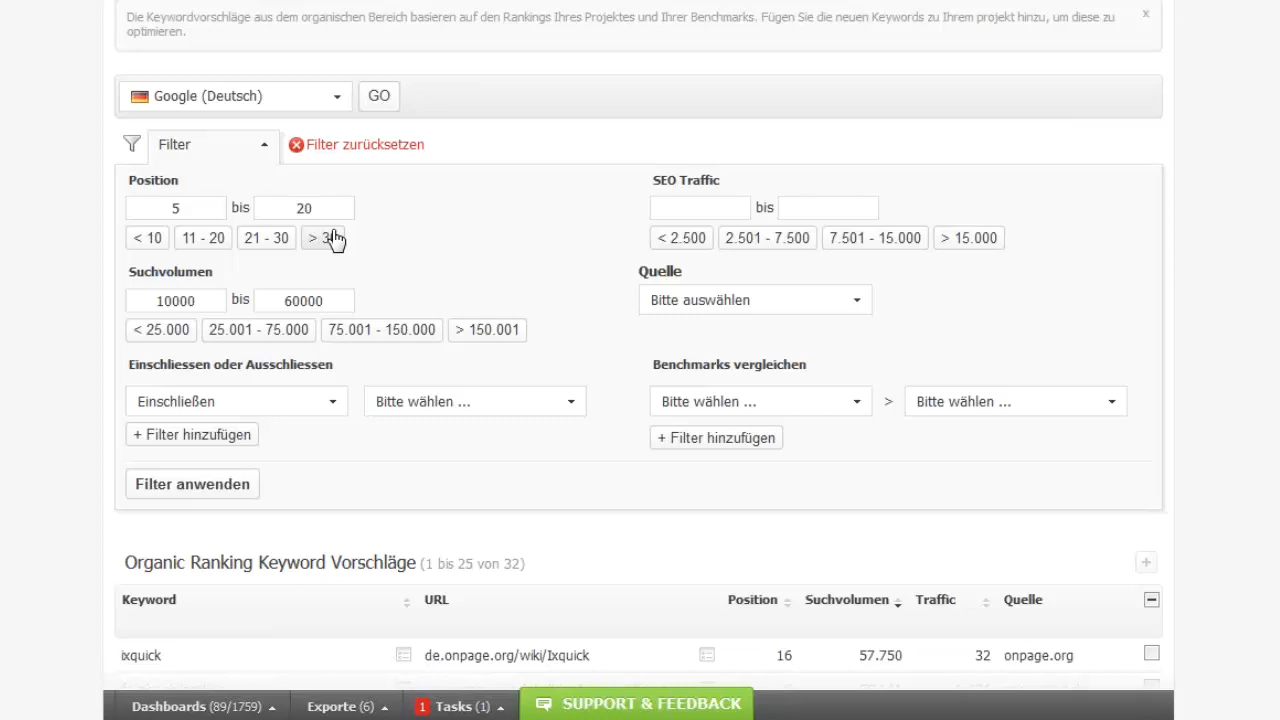 Die Keywordvorschläge aus dem organischen Bereich basieren auf den Rankings Ihres Projektes und Ihrer Benchmarks. Fügen Sie die neuen Keywords zu Ihrem projekt hinzu, um diese zu
optimieren.
x
Google (Deutsch)
GO
Filter
Filter zurücksetzen
Position
SEO Traffic
5 bis 20
bis
< 10 11 - 20 21 - 30 > 3
< 2.500 2.501 - 7.500 7.501 - 15.000 > 15.000
Suchvolumen
Quelle
10000 bis 60000
Bitte auswählen
< 25.000 25.001 - 75.000 75.001 - 150.000 > 150.001
Einschliessen oder Ausschliessen
Benchmarks vergleichen
Einschließen Bitte wählen ...
Bitte wählen ... > Bitte wählen ...
+ Filter hinzufügen
+ Filter hinzufügen
Filter anwenden
Organic Ranking Keyword Vorschläge (1 bis 25 von 32)
+
Keyword URL Position Suchvolumen Traffic Quelle
ixquick de.onpage.org/wiki/Ixquick 16 57.750 32 onpage.org
Dashboards (89/1759) Exporte (6) 1 Tasks (1) SUPPORT & FEEDBACK